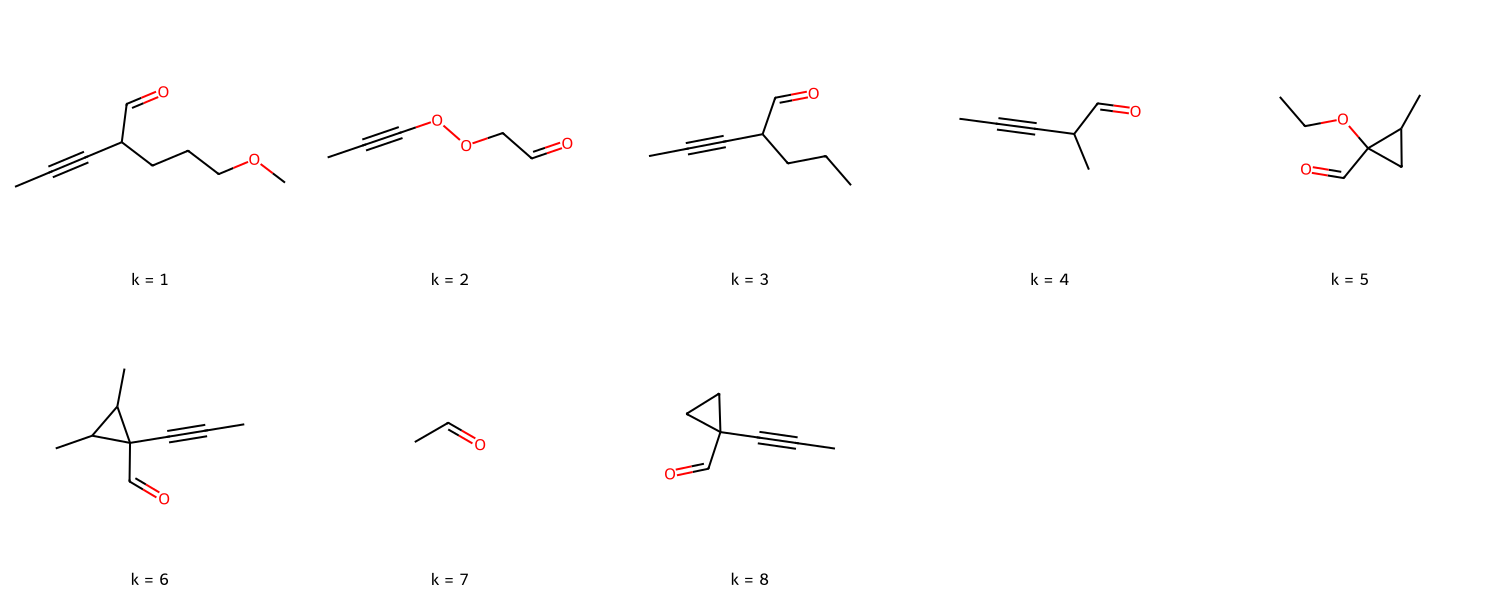 O
O
k = 1
O
O
O
k = 2
O
k = 3
O
k = 4
O
O
k = 5
O
k = 6
O
k = 7
O
k = 8